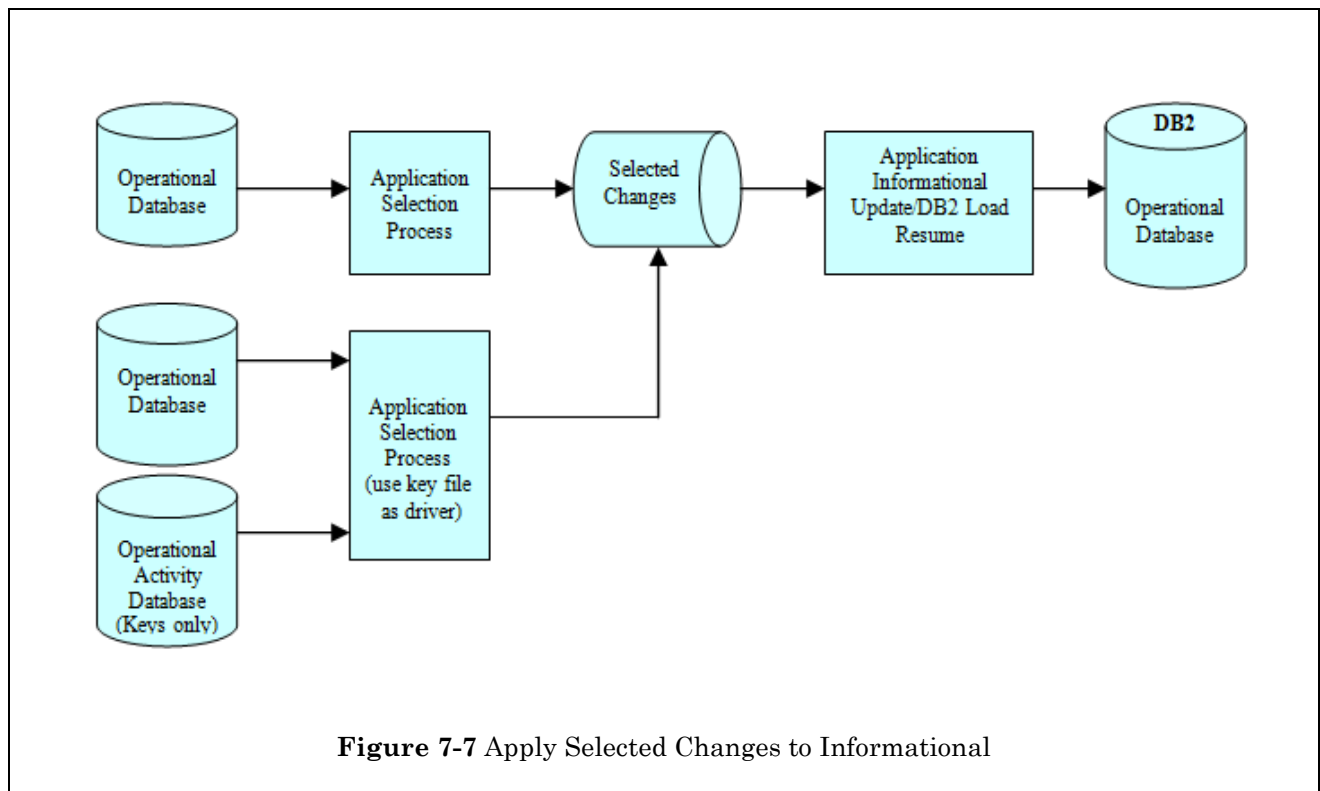 Operational
Database
Application
Selection
Process
Selected
Changes
Application
Informational
Update/DB2 Load
Resume
DB2
Operational
Database
Operational
Database
Application
Selection
Process
(use key file
as driver)
Operational
Activity
Database
(Keys only)
Figure 7-7 Apply Selected Changes to Informational